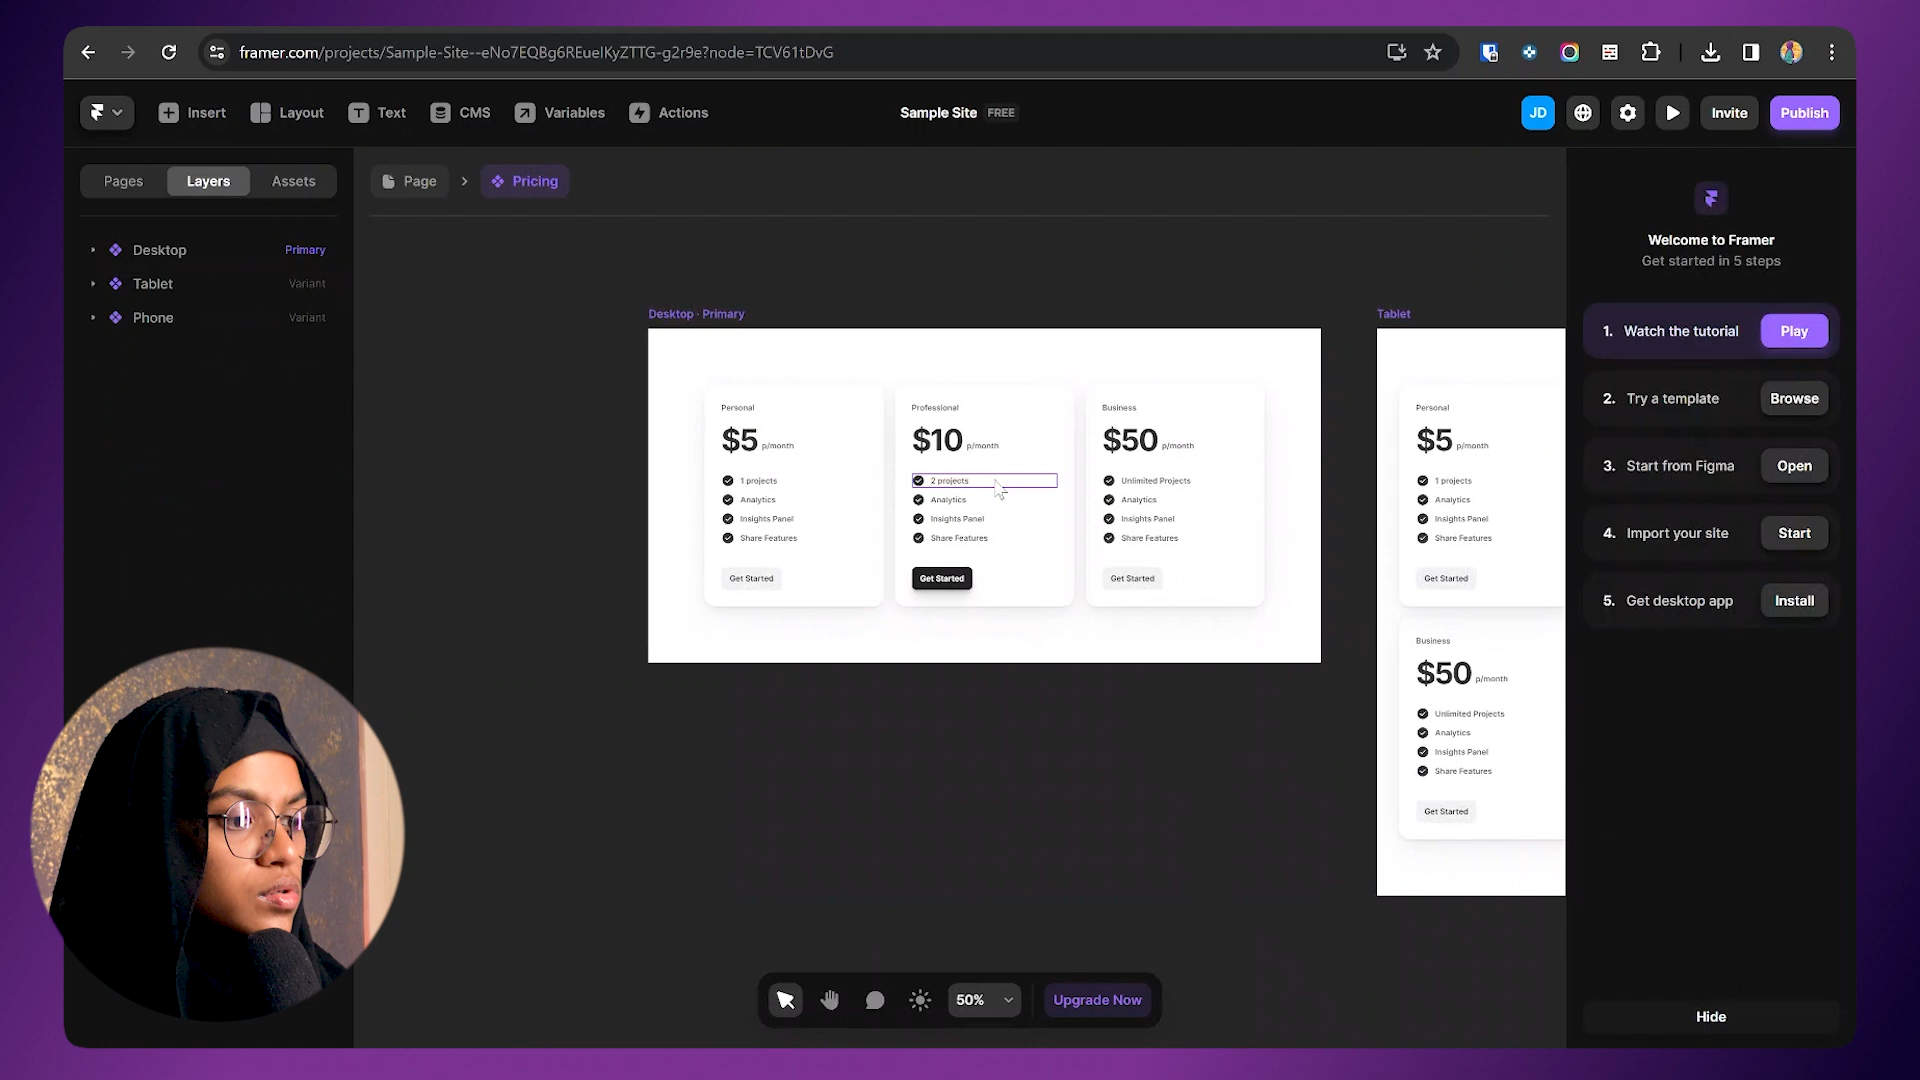 framer.com/projects/Sample-Site--eNo7EQBg6REuelKyZTTG-g2r9e?node=TCV61tDvG
Insert
Layout
Text
CMS
Variables
Actions
Sample Site FREE
JD
Invite
Publish
Pages
Layers
Assets
Page
Pricing
Desktop Primary
Tablet Variant
Phone Variant
Desktop · Primary
Personal
$5 p/month
1 projects
Analytics
Insights Panel
Share Features
Get Started
Professional
$10 p/month
2 projects
Analytics
Insights Panel
Share Features
Get Started
Business
$50 p/month
Unlimited Projects
Analytics
Insights Panel
Share Features
Get Started
Tablet
Personal
$5 p/month
1 projects
Analytics
Insights Panel
Share Features
Get Started
Business
$50 p/month
Unlimited Projects
Analytics
Insights Panel
Share Features
Get Started
Welcome to Framer
Get started in 5 steps
1. Watch the tutorial Play
2. Try a template Browse
3. Start from Figma Open
4. Import your site Start
5. Get desktop app Install
Hide
50%
Upgrade Now